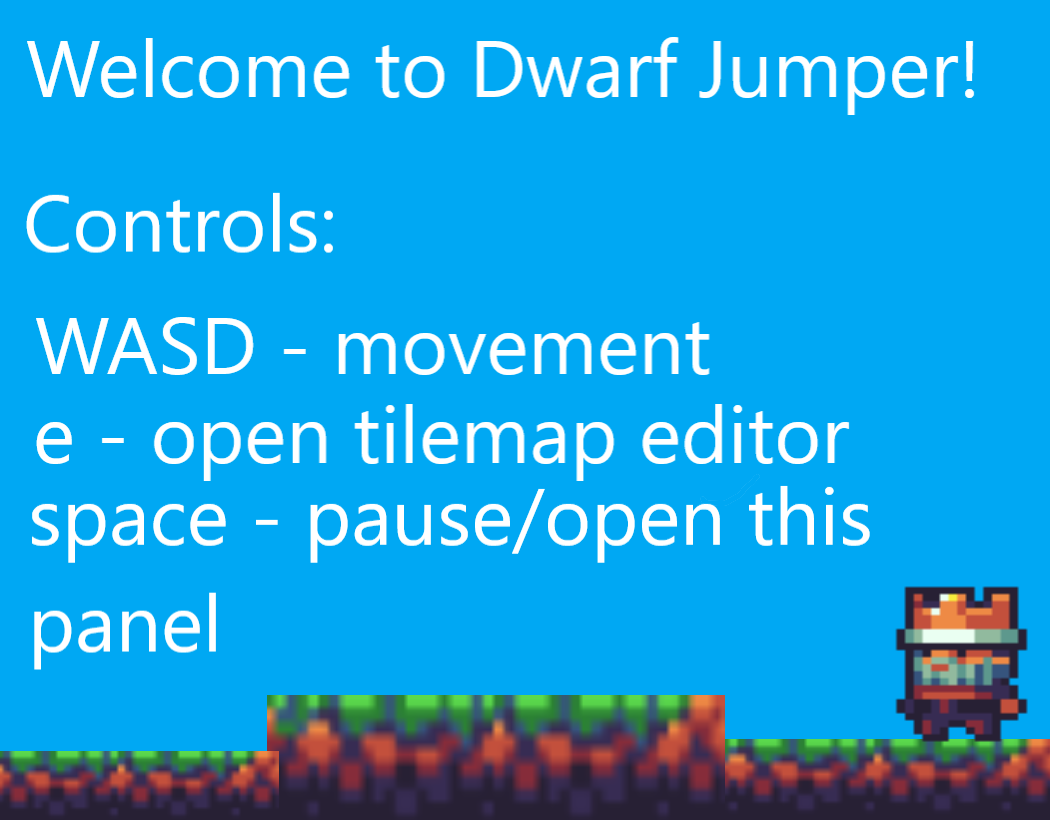 Welcome to Dwarf Jumper!
Controls:
WASD - movement
e - open tilemap editor
space - pause/open this
panel